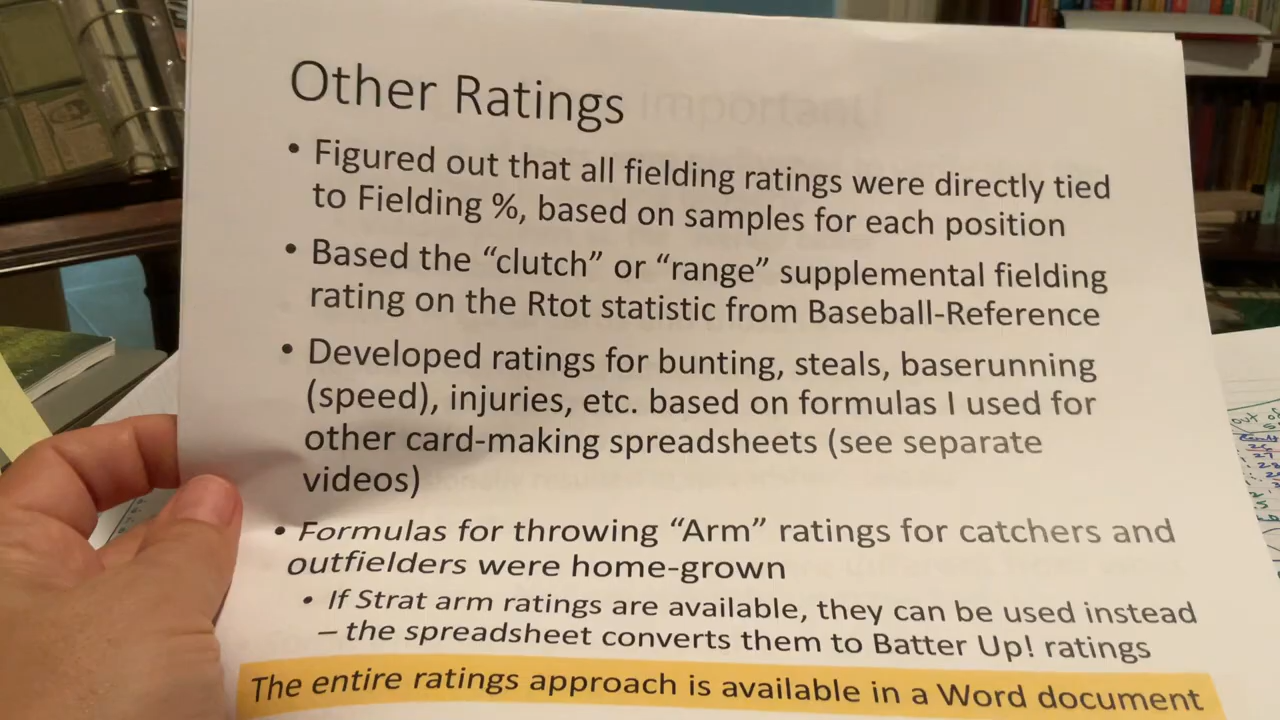 Other Ratings
• Figured out that all fielding ratings were directly tied
to Fielding %, based on samples for each position
• Based the “clutch” or “range” supplemental fielding
rating on the Rtot statistic from Baseball-Reference
• Developed ratings for bunting, steals, baserunning
(speed), injuries, etc. based on formulas I used for
other card-making spreadsheets (see separate
videos)
• Formulas for throwing “Arm” ratings for catchers and
outfielders were home-grown
• If Strat arm ratings are available, they can be used instead
– the spreadsheet converts them to Batter Up! ratings
The entire ratings approach is available in a Word document